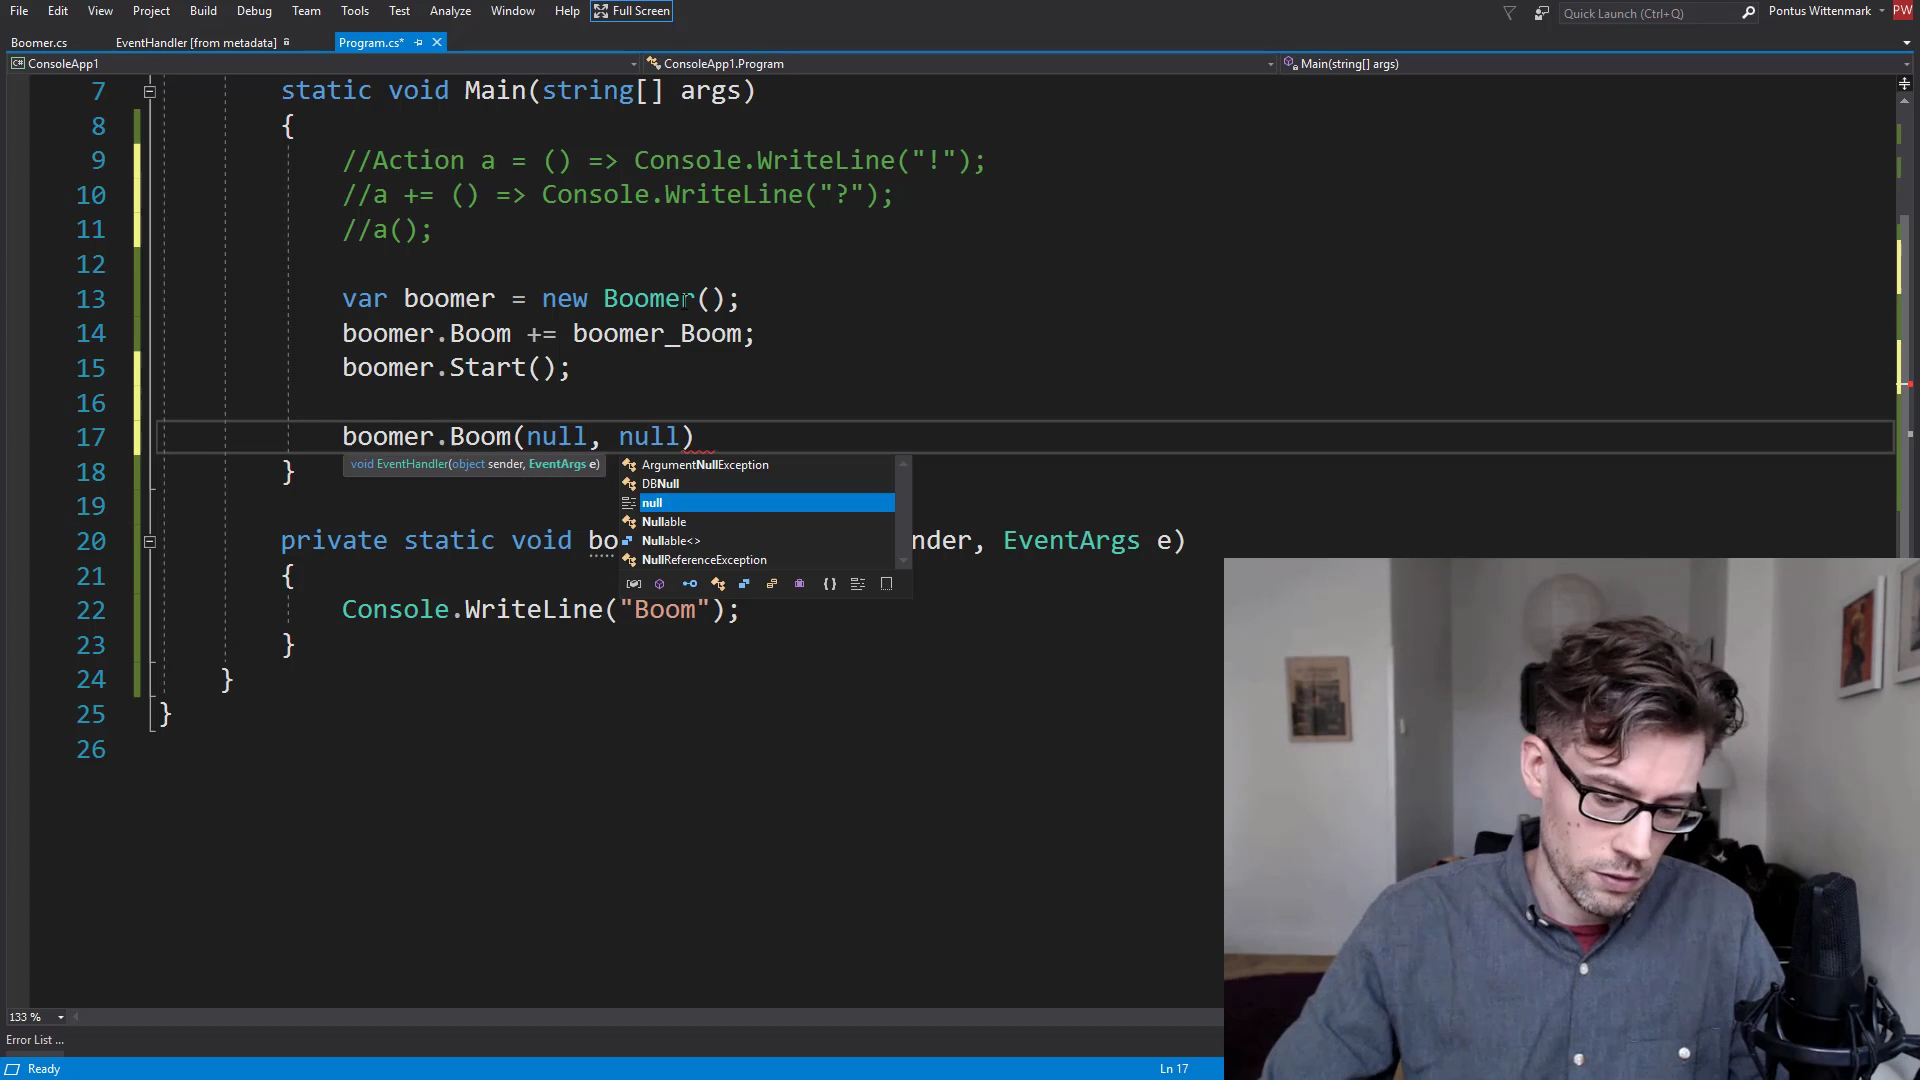 File Edit View Project Build Debug Team Tools Test Analyze Window Help Full Screen Quick Launch (Ctrl+Q) Pontus Wittenmark PW
Boomer.cs EventHandler [from metadata] Program.cs*
ConsoleApp1 ConsoleApp1.Program Main(string[] args)
7 static void Main(string[] args)
8 {
9 //Action a = () => Console.WriteLine("!");
10 //a += () => Console.WriteLine("?");
11 //a();
12
13 var boomer = new Boomer();
14 boomer.Boom += boomer_Boom;
15 boomer.Start();
16
17 boomer.Boom(null, null)
void EventHandler(object sender, EventArgs e)
ArgumentNullException
DBNull
null
Nullable
Nullable<>
NullReferenceException
18 }
19
20 private static void bo nder, EventArgs e)
21 {
22 Console.WriteLine("Boom");
23 }
24 }
25 }
26
133 %
Error List ...
Ready Ln 17